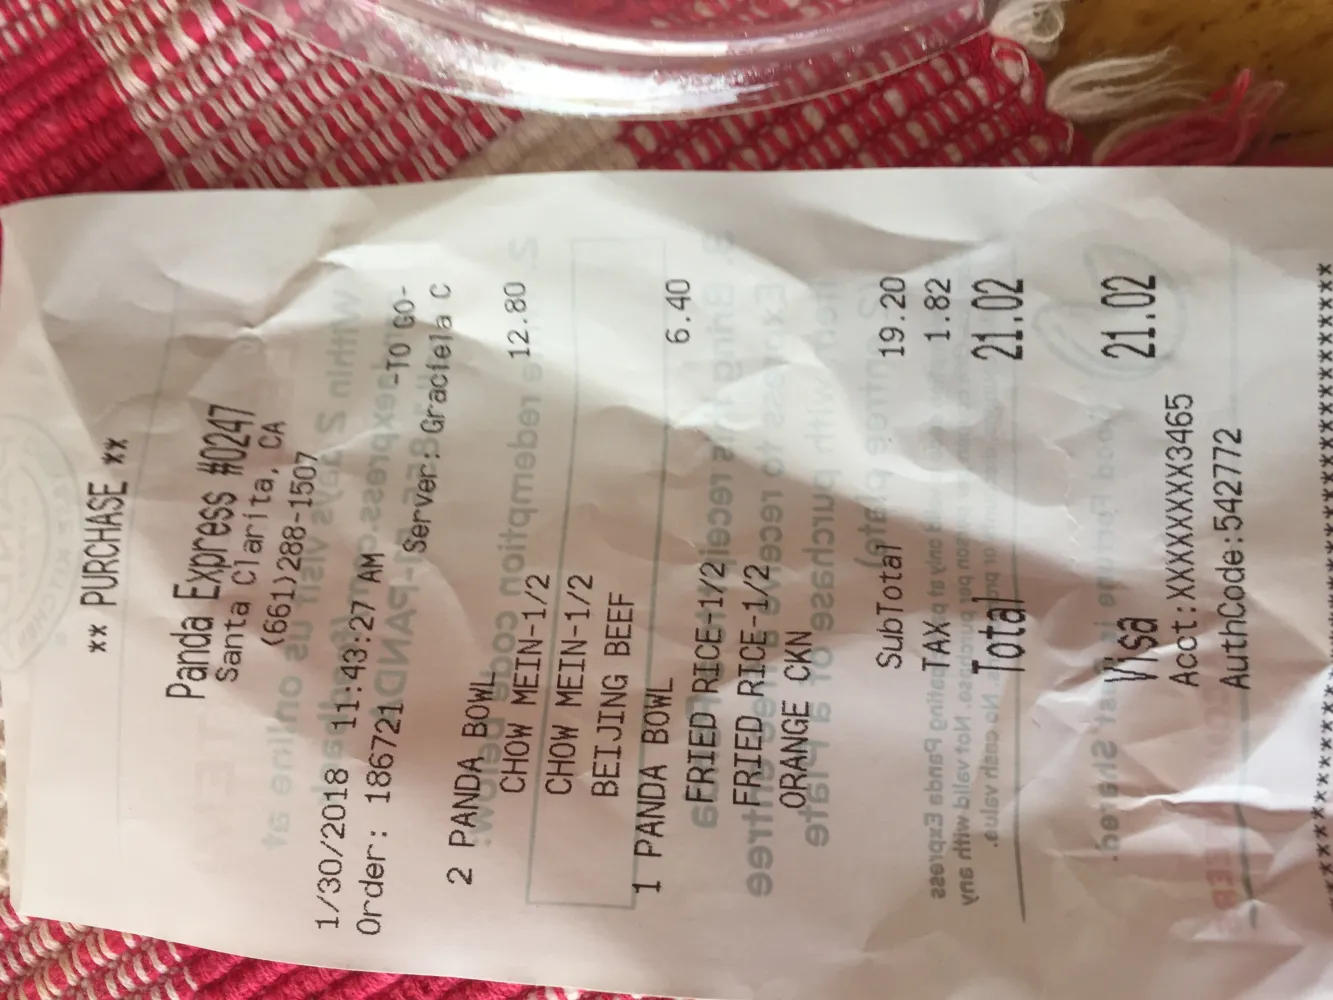 ** PURCHASE **
Panda Express #0247
Santa Clarita, CA
(661)288-1507
1/30/2018 11:43:27 AM
Order: 186721 -TO GO-
Server: Graciela C
2 PANDA BOWL 12.80
CHOW MEIN-1/2
CHOW MEIN-1/2
BEIJING BEEF
1 PANDA BOWL 6.40
FRIED RICE-1/2
FRIED RICE-1/2
ORANGE CKN
SubTotal 19.20
TAX 1.82
Total 21.02
Visa 21.02
Acct:XXXXXXXX3465
AuthCode:542772